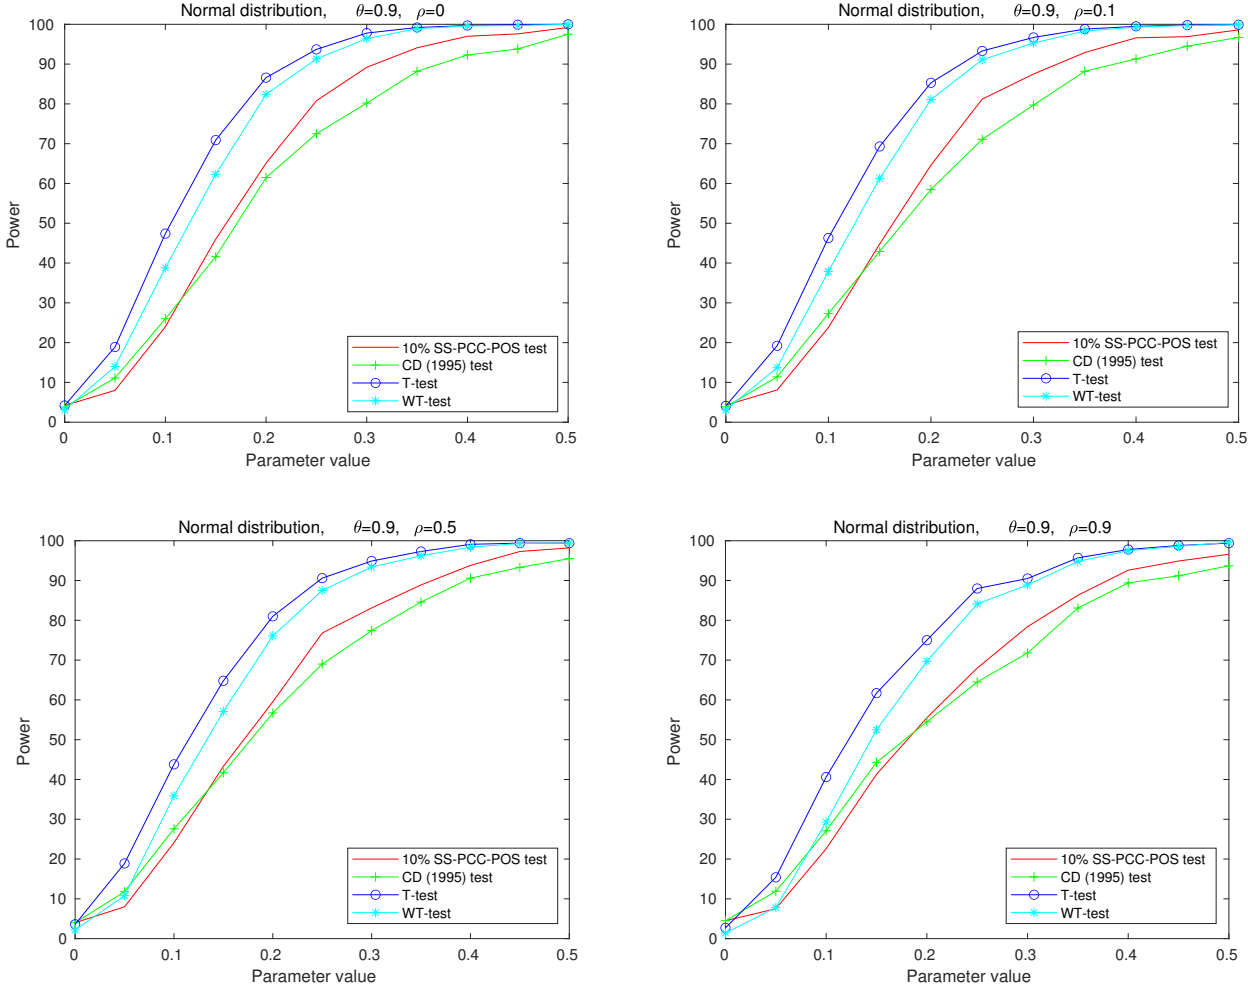 Normal distribution, θ=0.9, ρ=0
100
90
80
70
60
50
40
30
20
10
0
Power
0 0.1 0.2 0.3 0.4 0.5
Parameter value
10% SS-PCC-POS test
CD (1995) test
T-test
WT-test
Normal distribution, θ=0.9, ρ=0.1
100
90
80
70
60
50
40
30
20
10
0
Power
0 0.1 0.2 0.3 0.4 0.5
Parameter value
10% SS-PCC-POS test
CD (1995) test
T-test
WT-test
Normal distribution, θ=0.9, ρ=0.5
100
90
80
70
60
50
40
30
20
10
0
Power
0 0.1 0.2 0.3 0.4 0.5
Parameter value
10% SS-PCC-POS test
CD (1995) test
T-test
WT-test
Normal distribution, θ=0.9, ρ=0.9
100
90
80
70
60
50
40
30
20
10
0
Power
0 0.1 0.2 0.3 0.4 0.5
Parameter value
10% SS-PCC-POS test
CD (1995) test
T-test
WT-test